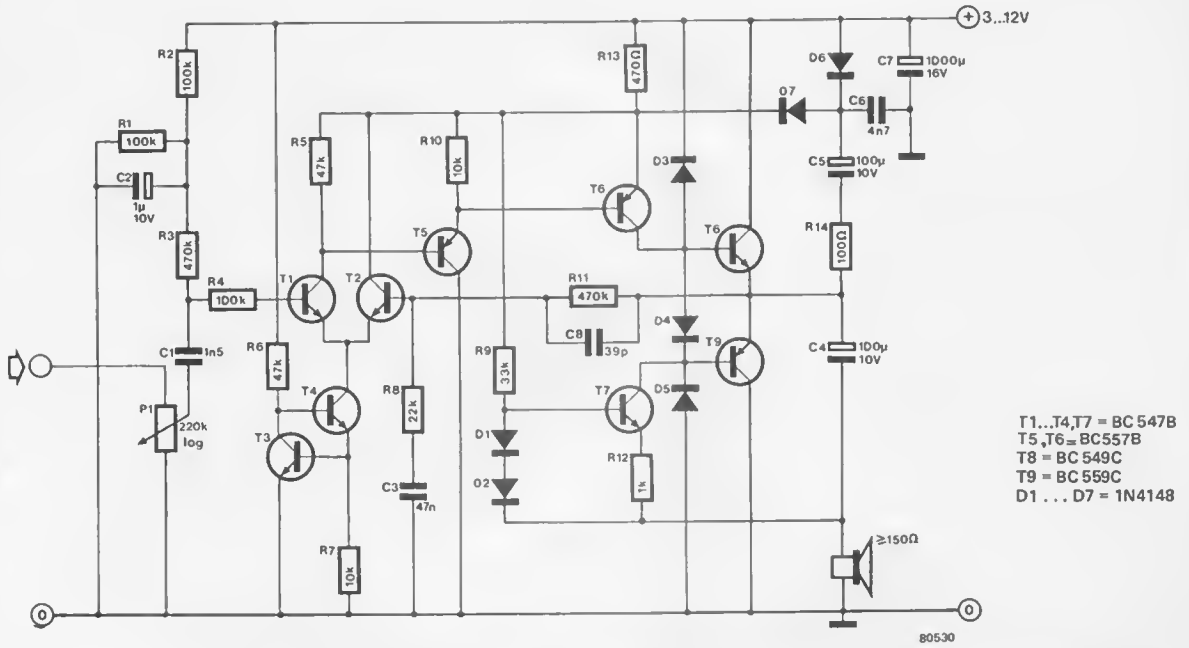 3...12V
R2
100k
R1
100k
C2
1µ
10V
R3
470k
R4
100k
C1
1n5
P1
220k
log
R5
47k
R10
10k
T1
T2
T5
R6
47k
T4
T3
R7
10k
R8
22k
C3
47n
R13
470Ω
D6
C7
1000µ
16V
D7
C6
4n7
D3
C5
100µ
10V
T6
T6
R14
100Ω
R11
470k
C8
39p
R9
33k
D4
T9
C4
100µ
10V
T7
D5
D1
D2
R12
1k
≥150Ω
0
0
80530
T1...T4,T7 = BC 547B
T5,T6 = BC557B
T8 = BC 549C
T9 = BC 559C
D1 ... D7 = 1N4148